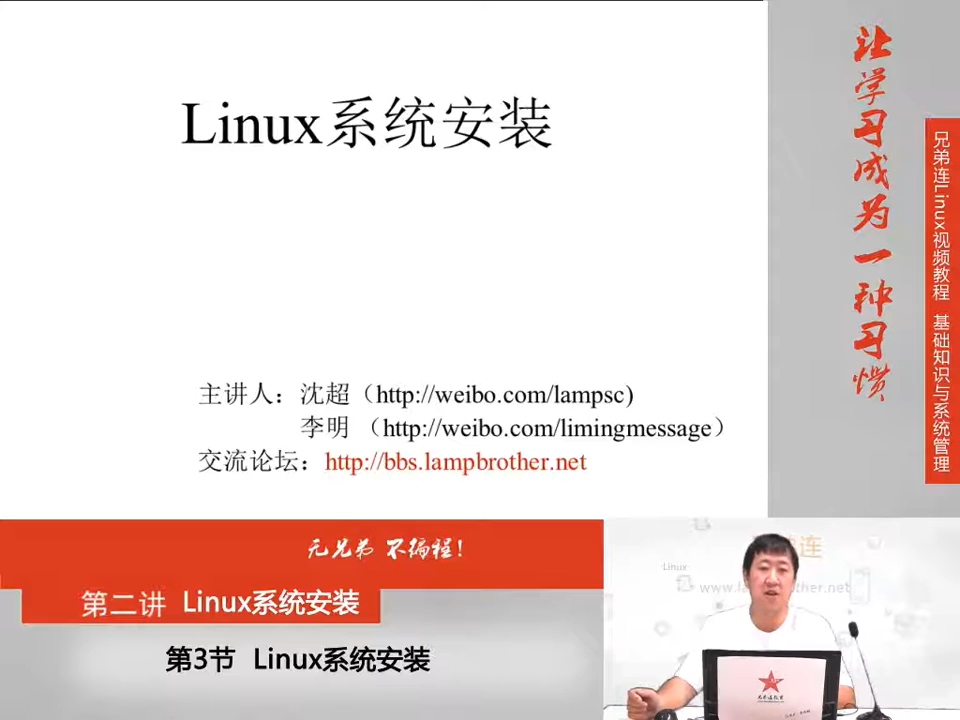 Linux系统安装
主讲人：沈超（http://weibo.com/lampsc)
李明 （http://weibo.com/limingmessage）
交流论坛：http://bbs.lampbrother.net
让学习成为一种习惯
兄弟连Linux视频教程 基础知识与系统管理
无兄弟 不编程!
第二讲 Linux系统安装
第3节 Linux系统安装
Linux